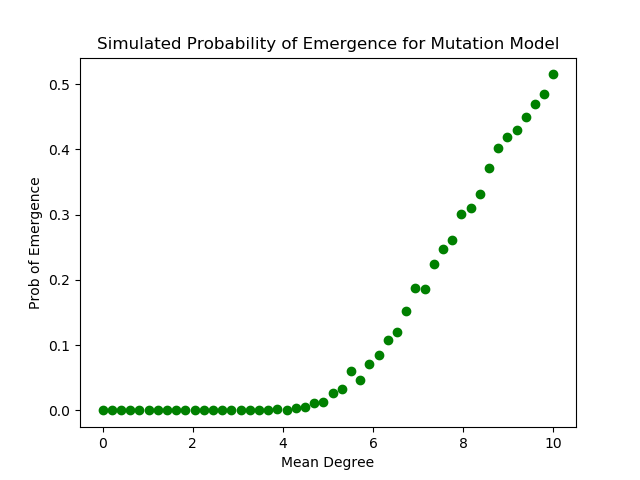 Simulated Probability of Emergence for Mutation Model
0.5
0.4
0.3
0.2
0.1
0.0
Prob of Emergence
0 2 4 6 8 10
Mean Degree